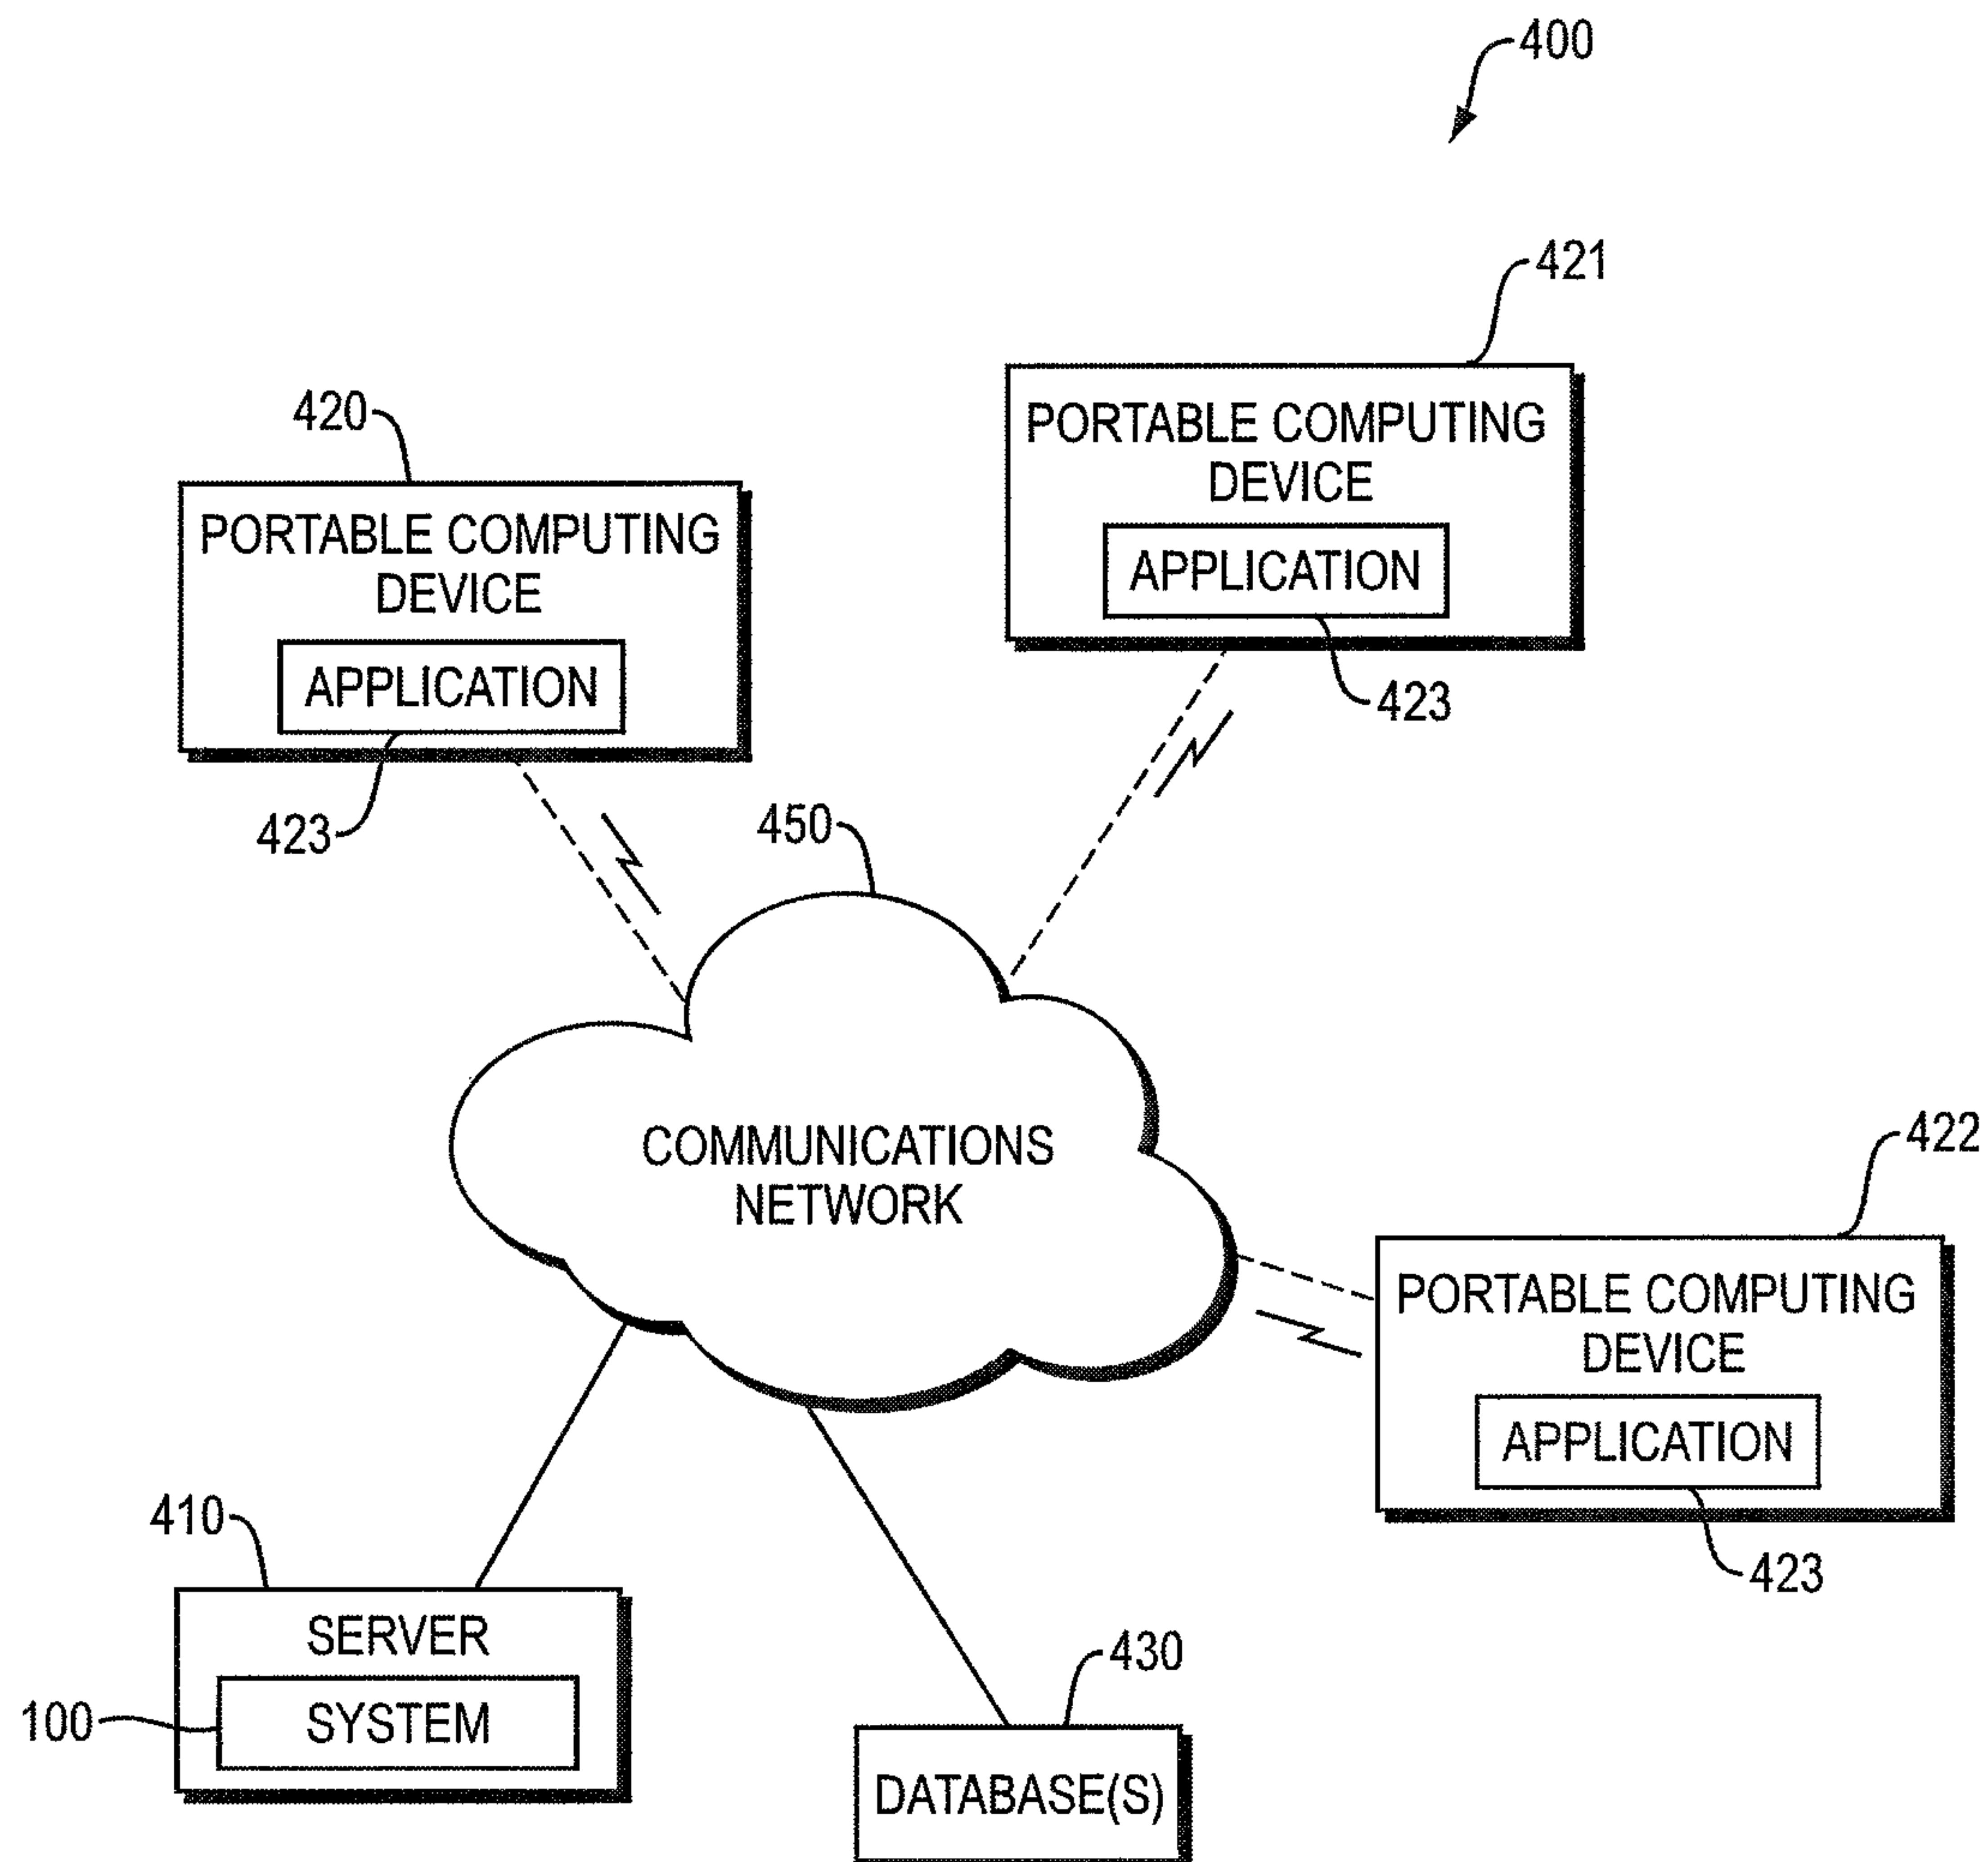 400
421
PORTABLE COMPUTING
DEVICE
APPLICATION
423
420
PORTABLE COMPUTING
DEVICE
APPLICATION
423
450
COMMUNICATIONS
NETWORK
422
PORTABLE COMPUTING
DEVICE
APPLICATION
423
410
SERVER
100
SYSTEM
430
DATABASE(S)